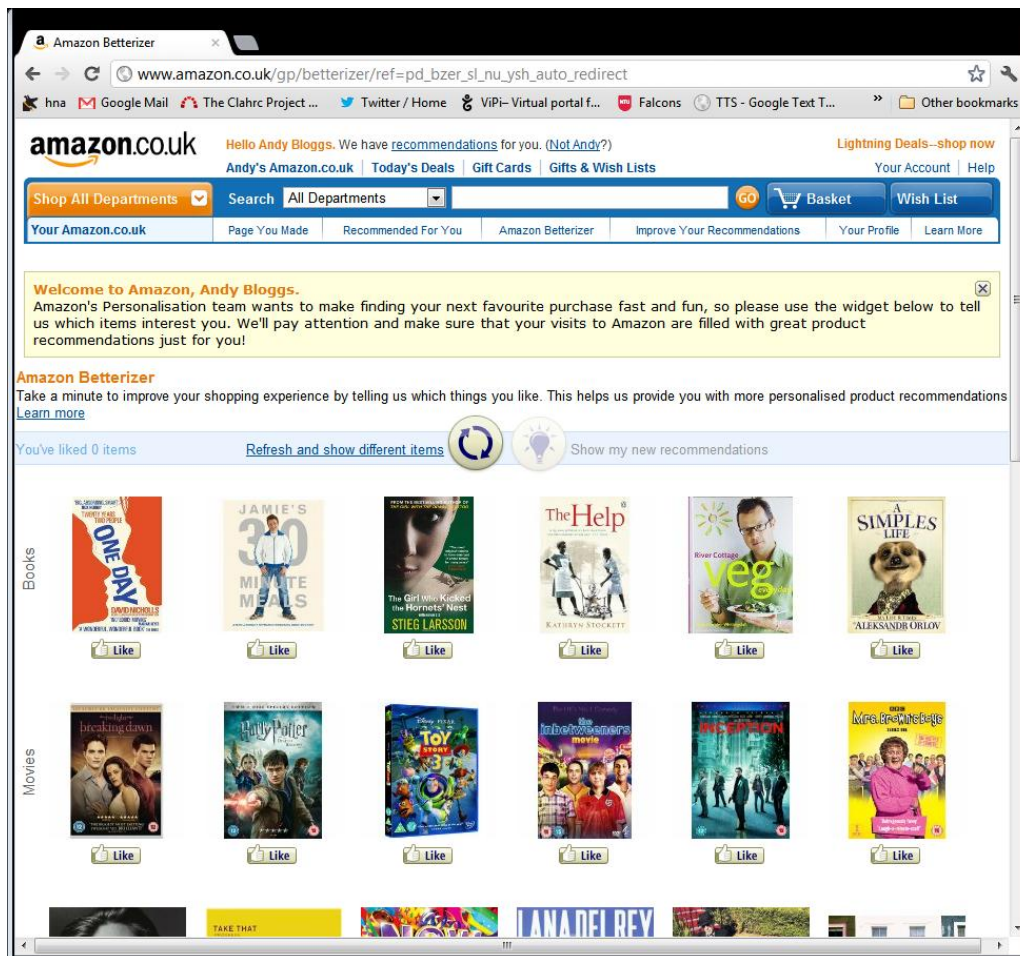 Amazon Betterizer
www.amazon.co.uk/gp/betterizer/ref=pd_bzer_sl_nu_ysh_auto_redirect
hna Google Mail The Clahrc Project ... Twitter / Home ViPi– Virtual portal f... Falcons TTS - Google Text T... » Other bookmarks
amazon.co.uk Hello Andy Bloggs. We have recommendations for you. (Not Andy?) Lightning Deals--shop now
Andy's Amazon.co.uk Today's Deals Gift Cards Gifts & Wish Lists Your Account Help
Shop All Departments Search All Departments GO Basket Wish List
Your Amazon.co.uk Page You Made Recommended For You Amazon Betterizer Improve Your Recommendations Your Profile Learn More
Welcome to Amazon, Andy Bloggs.
Amazon's Personalisation team wants to make finding your next favourite purchase fast and fun, so please use the widget below to tell
us which items interest you. We'll pay attention and make sure that your visits to Amazon are filled with great product
recommendations just for you!
Amazon Betterizer
Take a minute to improve your shopping experience by telling us which things you like. This helps us provide you with more personalised product recommendations
Learn more
You've liked 0 items Refresh and show different items Show my new recommendations
Books
TWENTY YEARS,
TWO PEOPLE
ONE DAY
DAVID NICHOLLS
JAMIE'S
30
MINUTE
MEALS
The Girl Who Kicked
the Hornets' Nest
STIEG LARSSON
The Help
KATHRYN STOCKETT
River Cottage
veg
everyday
A
SIMPLES
LIFE
ALEKSANDR ORLOV
Like Like Like Like Like Like
Movies
the twilight saga
breaking dawn
Harry Potter
Disney PIXAR
TOY
STORY
3
the
inbetweeners
movie
INCEPTION
Mrs. Brown's Boys
Like Like Like Like Like Like
TAKE THAT
NOW
LANA DEL REY